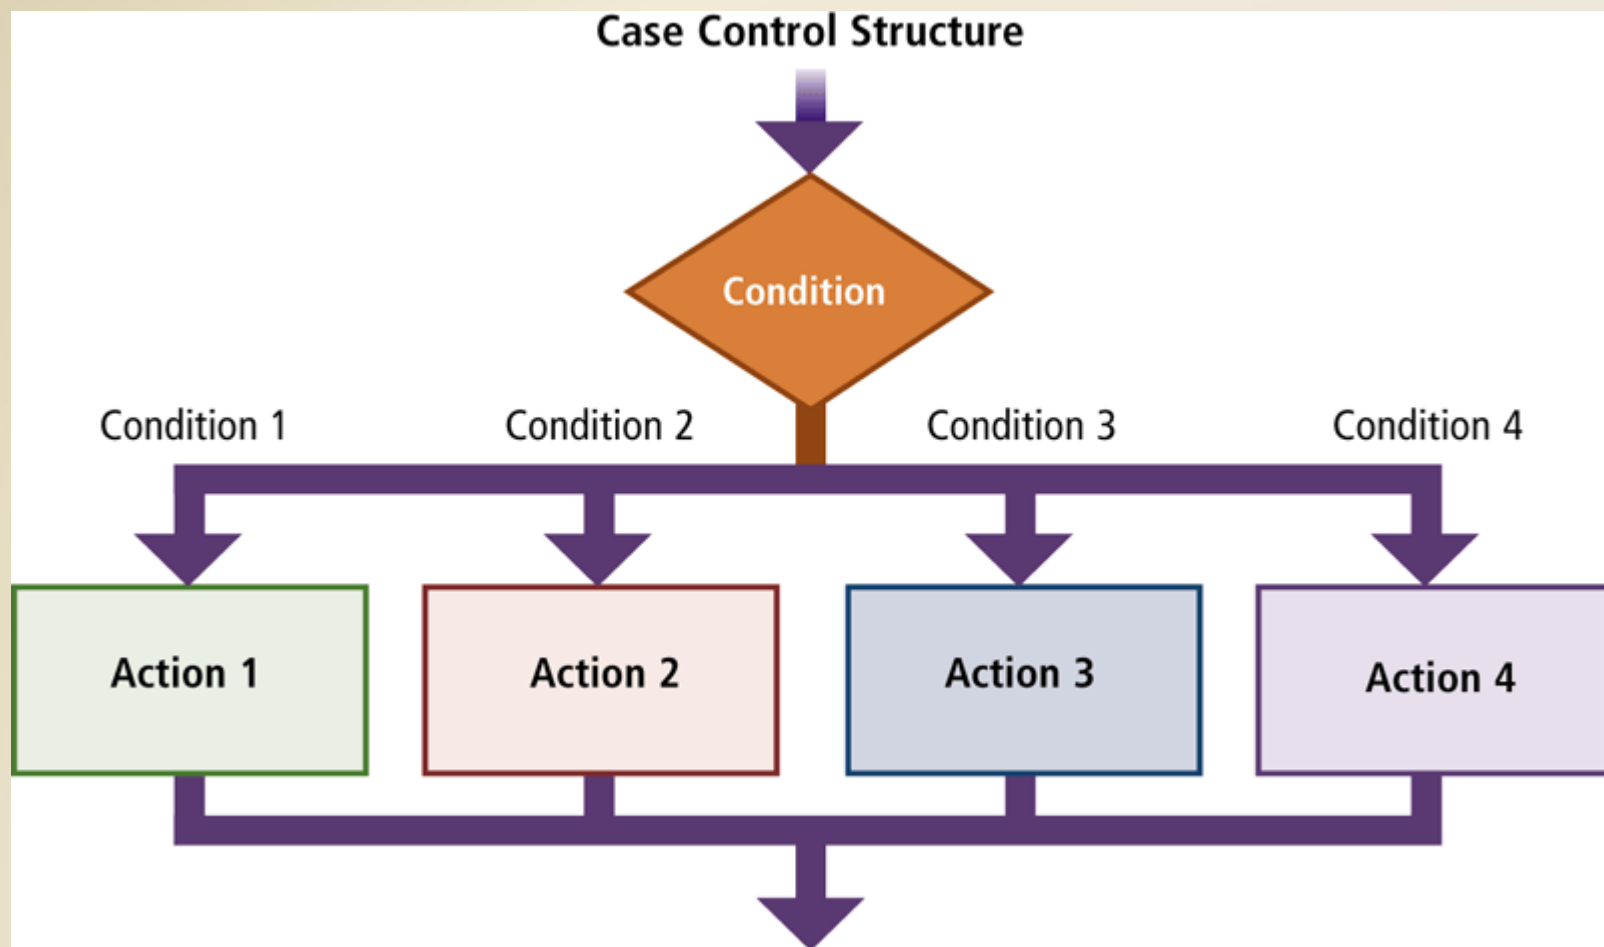 Case Control Structure
Condition
Condition 1
Condition 2
Condition 3
Condition 4
Action 1
Action 2
Action 3
Action 4